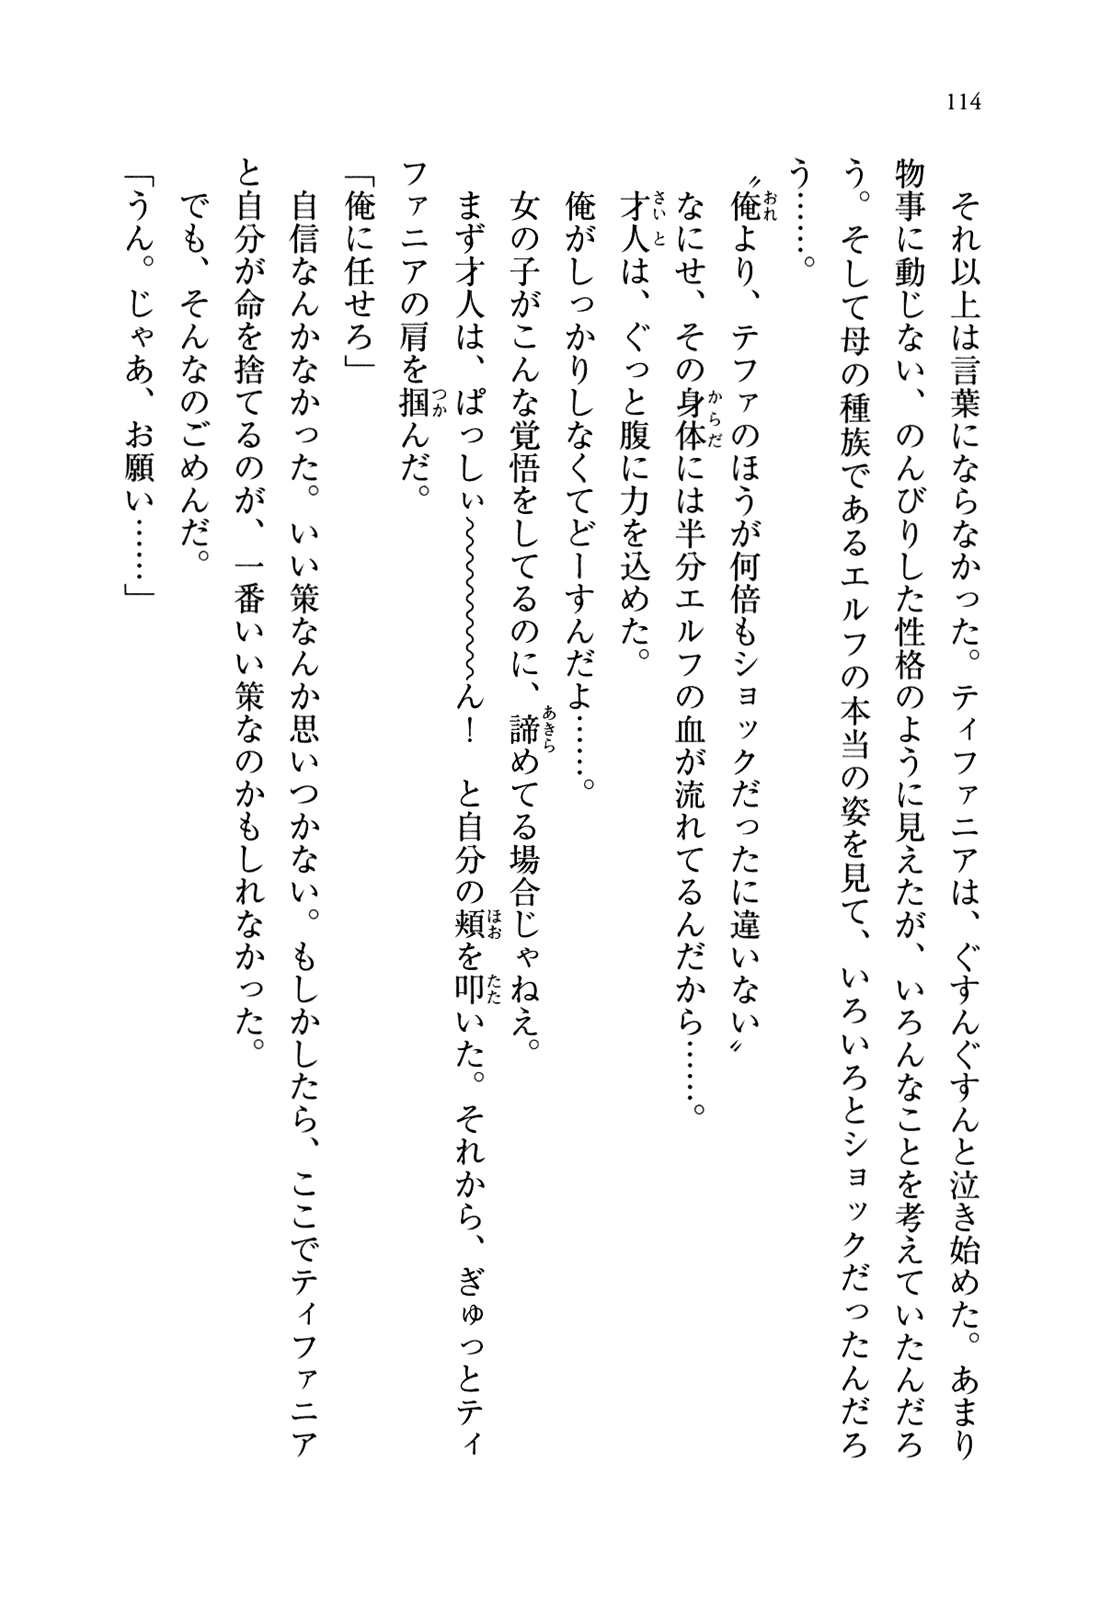 114
それ以上は言葉にならなかった。ティファニアは、ぐすんぐすんと泣き始めた。あまり
物事に動じない、のんびりした性格のように見えたが、いろんなことを考えていたんだろ
う。そして母の種族であるエルフの本当の姿を見て、いろいろとショックだったんだろ
う……。
〝俺より、テファのほうが何倍もショックだったに違いない〟
なにせ、その身体には半分エルフの血が流れてるんだから……。
才人は、ぐっと腹に力を込めた。
俺がしっかりしなくてどーすんだよ……。
女の子がこんな覚悟をしてるのに、諦めてる場合じゃねえ。
まず才人は、ぱっしぃ〜〜〜〜〜〜ん！　と自分の頬を叩いた。それから、ぎゅっとティ
ファニアの肩を掴んだ。
「俺に任せろ」
自信なんかなかった。いい策なんか思いつかない。もしかしたら、ここでティファニア
と自分が命を捨てるのが、一番いい策なのかもしれなかった。
でも、そんなのごめんだ。
「うん。じゃあ、お願い……」